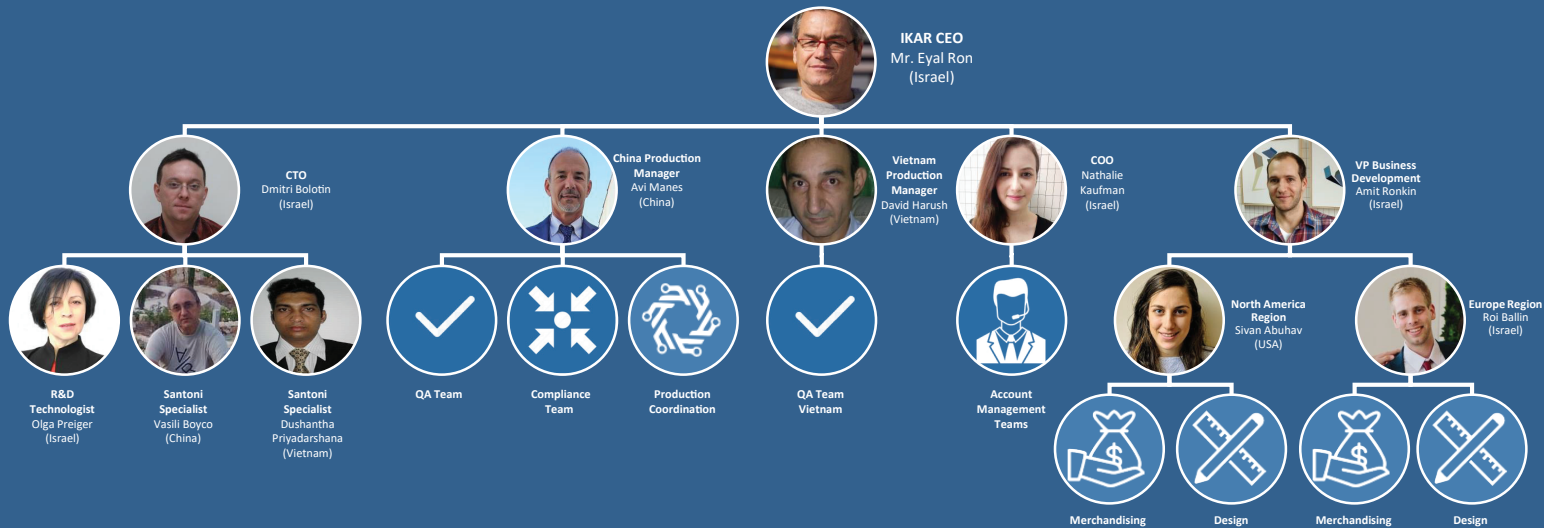 IKAR CEO
Mr. Eyal Ron
(Israel)
CTO
Dmitri Bolotin
(Israel)
China Production
Manager
Avi Manes
(China)
Vietnam
Production
Manager
David Harush
(Vietnam)
COO
Nathalie
Kaufman
(Israel)
VP Business
Development
Amit Ronkin
(Israel)
R&D
Technologist
Olga Preiger
(Israel)
Santoni
Specialist
Vasili Boyco
(China)
Santoni
Specialist
Dushantha
Priyadarshana
(Vietnam)
QA Team
Compliance
Team
Production
Coordination
QA Team
Vietnam
Account
Management
Teams
North America
Region
Sivan Abuhav
(USA)
Europe Region
Roi Ballin
(Israel)
$
$
Merchandising
Design
Merchandising
Design